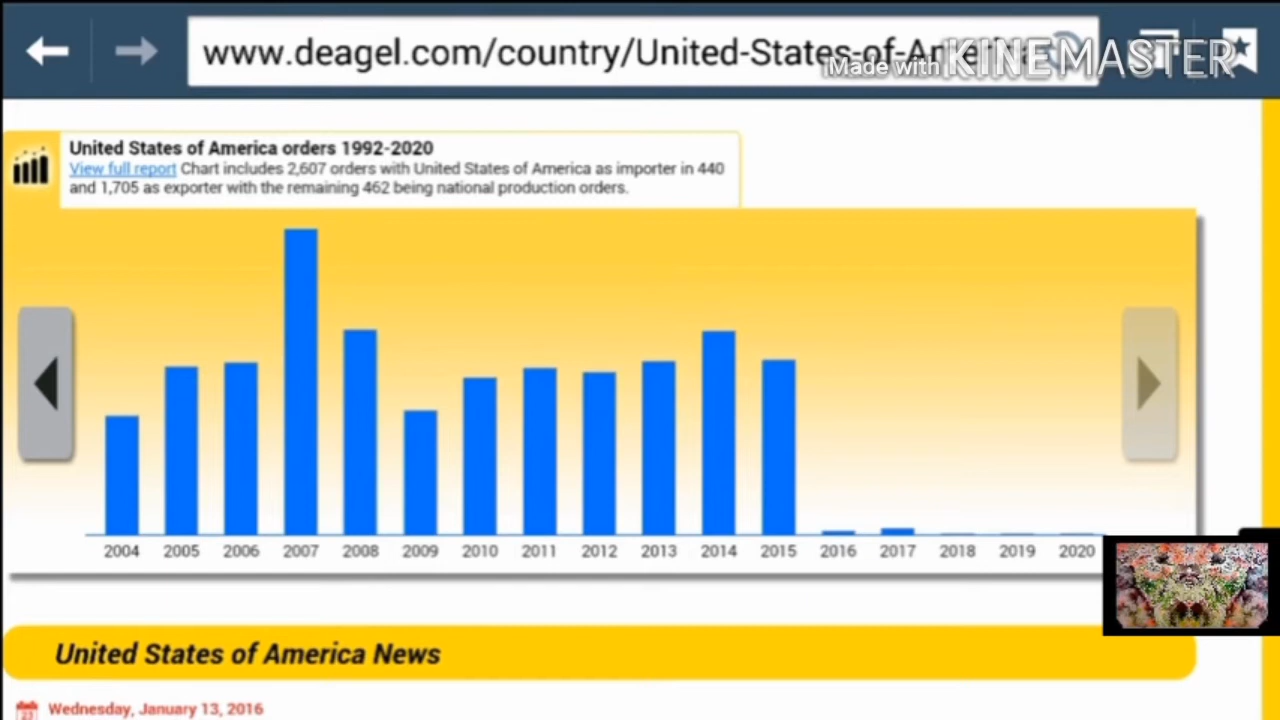 www.deagel.com/country/United-States-of-America
Made with KINEMASTER
United States of America orders 1992-2020
View full report Chart includes 2,607 orders with United States of America as importer in 440
and 1,705 as exporter with the remaining 462 being national production orders.
2004 2005 2006 2007 2008 2009 2010 2011 2012 2013 2014 2015 2016 2017 2018 2019 2020
United States of America News
23
Wednesday, January 13, 2016